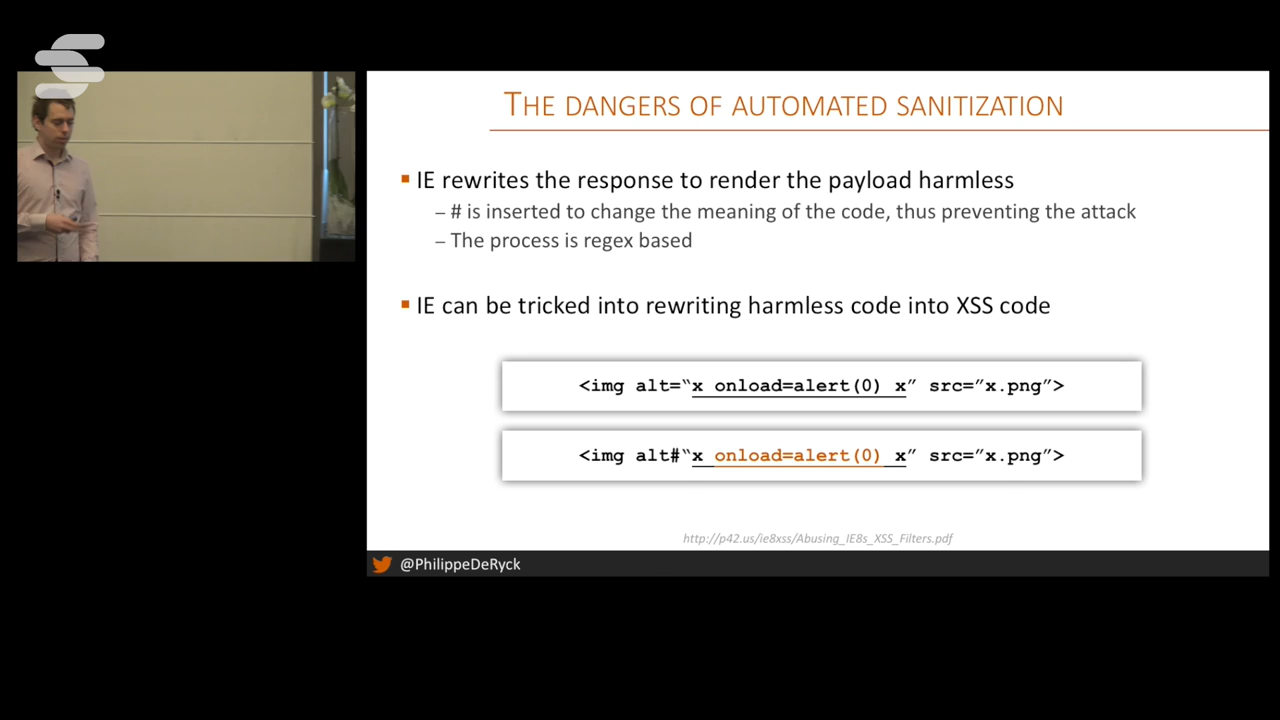 THE DANGERS OF AUTOMATED SANITIZATION
▪ IE rewrites the response to render the payload harmless
– # is inserted to change the meaning of the code, thus preventing the attack
– The process is regex based
▪ IE can be tricked into rewriting harmless code into XSS code
<img alt=“x onload=alert(0) x” src=”x.png”>
<img alt#“x onload=alert(0) x” src=”x.png”>
http://p42.us/ie8xss/Abusing_IE8s_XSS_Filters.pdf
@PhilippeDeRyck